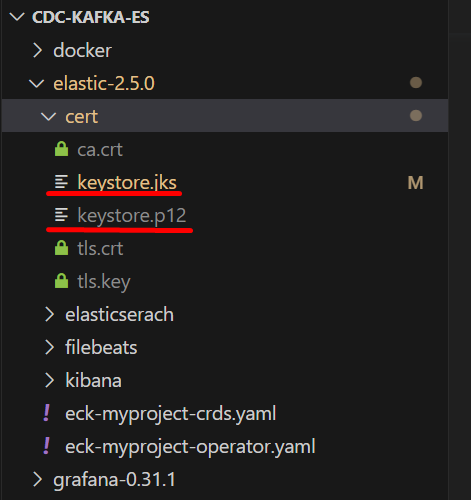 CDC-KAFKA-ES
docker
elastic-2.5.0
cert
ca.crt
keystore.jks M
keystore.p12
tls.crt
tls.key
elasticserach
filebeats
kibana
! eck-myproject-crds.yaml
! eck-myproject-operator.yaml
grafana-0.31.1